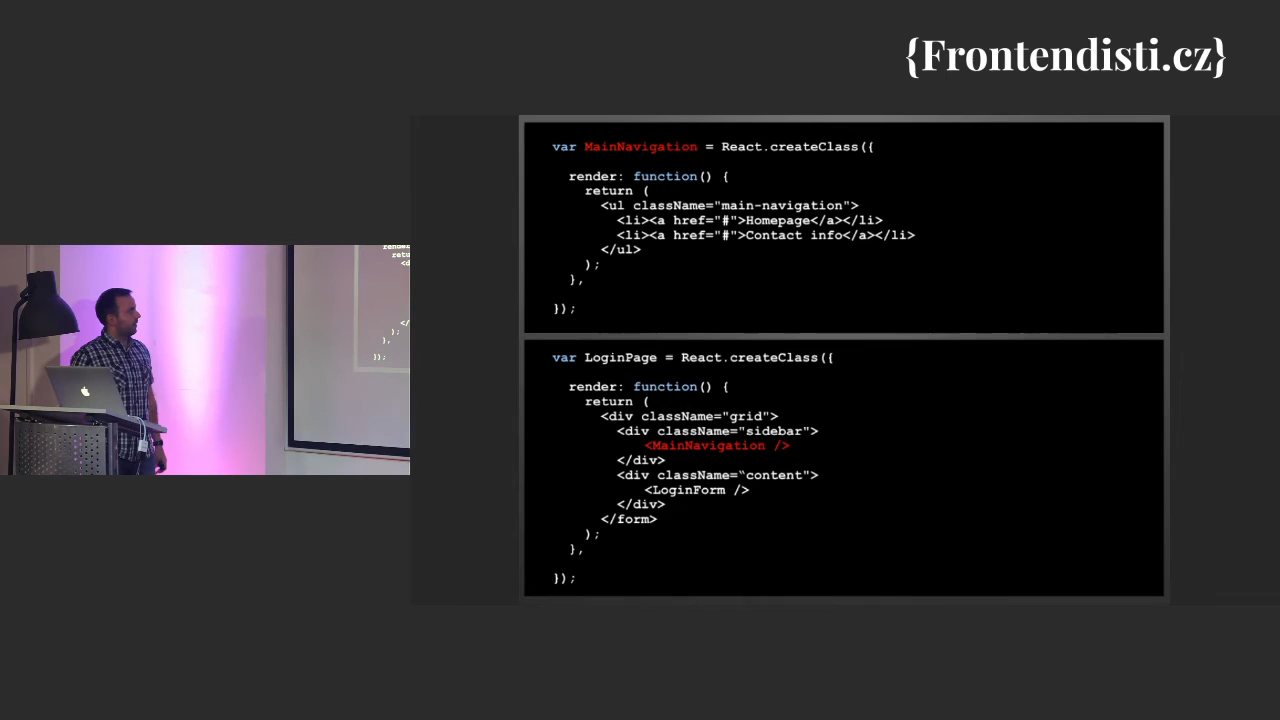 {Frontendisti.cz}
var MainNavigation = React.createClass({
render: function() {
return (
<ul className="main-navigation">
<li><a href="#">Homepage</a></li>
<li><a href="#">Contact info</a></li>
</ul>
);
},
});
var LoginPage = React.createClass({
render: function() {
return (
<div className="grid">
<div className="sidebar">
<MainNavigation />
</div>
<div className=“content">
<LoginForm />
</div>
</form>
);
},
});
<d
</
);
},
});